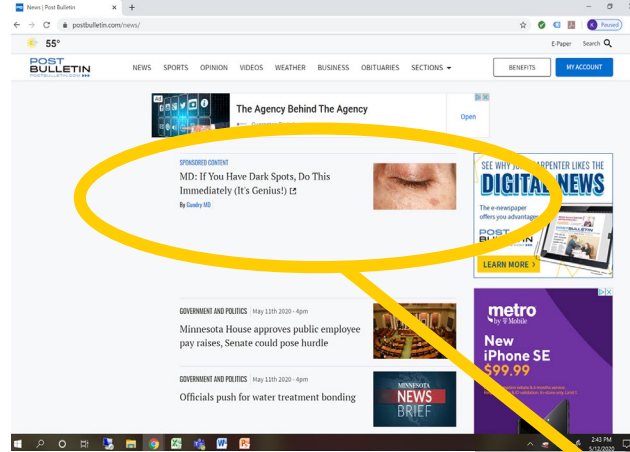 News | Post Bulletin
postbulletin.com/news/
Paused
55°
E-Paper Search
POST
BULLETIN
POSTBULLETIN.COM
NEWS SPORTS OPINION VIDEOS WEATHER BUSINESS OBITUARIES SECTIONS
BENEFITS
MY ACCOUNT
Ad
The Agency Behind The Agency
Open
SPONSORED CONTENT
MD: If You Have Dark Spots, Do This
Immediately (It's Genius!)
By Gundry MD
SEE WHY LIKES THE
DIGITAL NEWS
The e-newspaper
offers you advantages
POST
LEARN MORE
GOVERNMENT AND POLITICS | May 11th 2020 - 4pm
Minnesota House approves public employee
pay raises, Senate could pose hurdle
GOVERNMENT AND POLITICS | May 11th 2020 - 4pm
Officials push for water treatment bonding
MINNESOTA
NEWS
BRIEF
metro
by T Mobile
New
iPhone SE
$99.99
2:43 PM
5/12/2020